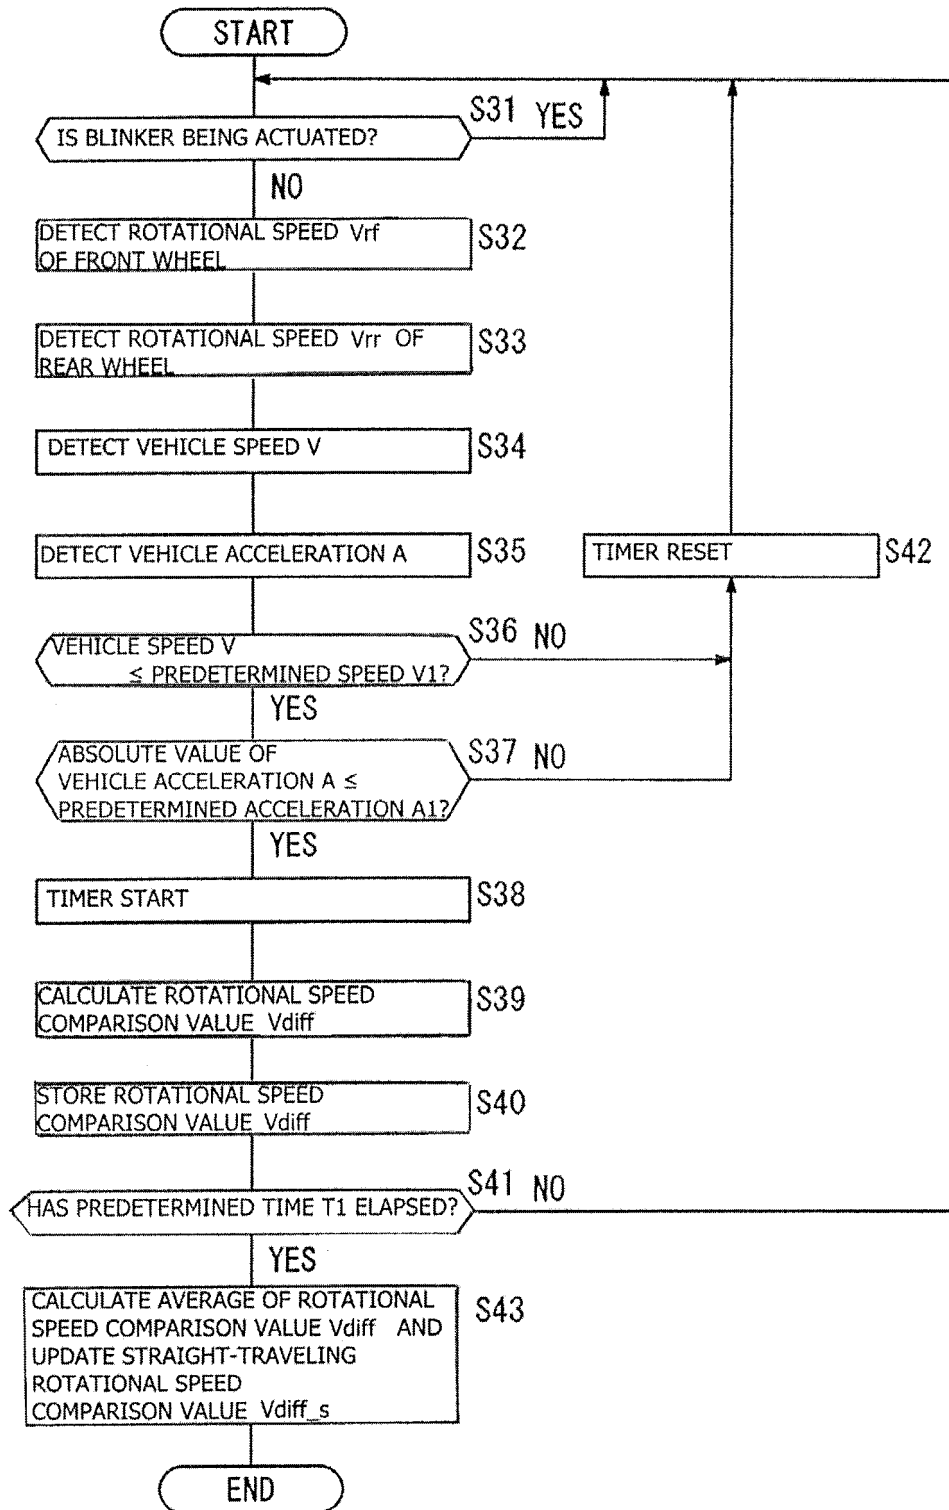 START
S31 YES
IS BLINKER BEING ACTUATED?
NO
DETECT ROTATIONAL SPEED Vrf
OF FRONT WHEEL
S32
DETECT ROTATIONAL SPEED Vrr OF
REAR WHEEL
S33
DETECT VEHICLE SPEED V
S34
DETECT VEHICLE ACCELERATION A
S35
TIMER RESET
S42
S36 NO
VEHICLE SPEED V
≤ PREDETERMINED SPEED V1?
YES
S37 NO
ABSOLUTE VALUE OF
VEHICLE ACCELERATION A ≤
PREDETERMINED ACCELERATION A1?
YES
TIMER START
S38
CALCULATE ROTATIONAL SPEED
COMPARISON VALUE Vdiff
S39
STORE ROTATIONAL SPEED
COMPARISON VALUE Vdiff
S40
S41 NO
HAS PREDETERMINED TIME T1 ELAPSED?
YES
CALCULATE AVERAGE OF ROTATIONAL
SPEED COMPARISON VALUE Vdiff AND
UPDATE STRAIGHT-TRAVELING
ROTATIONAL SPEED
COMPARISON VALUE Vdiff_s
S43
END